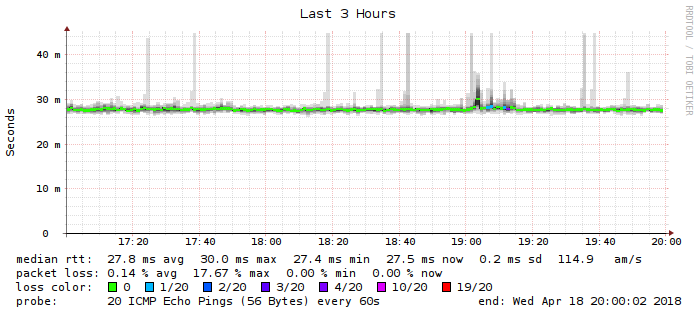 Last 3 Hours
RRDTOOL / TOBI OETIKER
Seconds
40 m
30 m
20 m
10 m
0
17:20 17:40 18:00 18:20 18:40 19:00 19:20 19:40 20:00
median rtt: 27.8 ms avg 30.0 ms max 27.4 ms min 27.5 ms now 0.2 ms sd 114.9 am/s
packet loss: 0.14 % avg 17.67 % max 0.00 % min 0.00 % now
loss color: 0 1/20 2/20 3/20 4/20 10/20 19/20
probe: 20 ICMP Echo Pings (56 Bytes) every 60s end: Wed Apr 18 20:00:02 2018